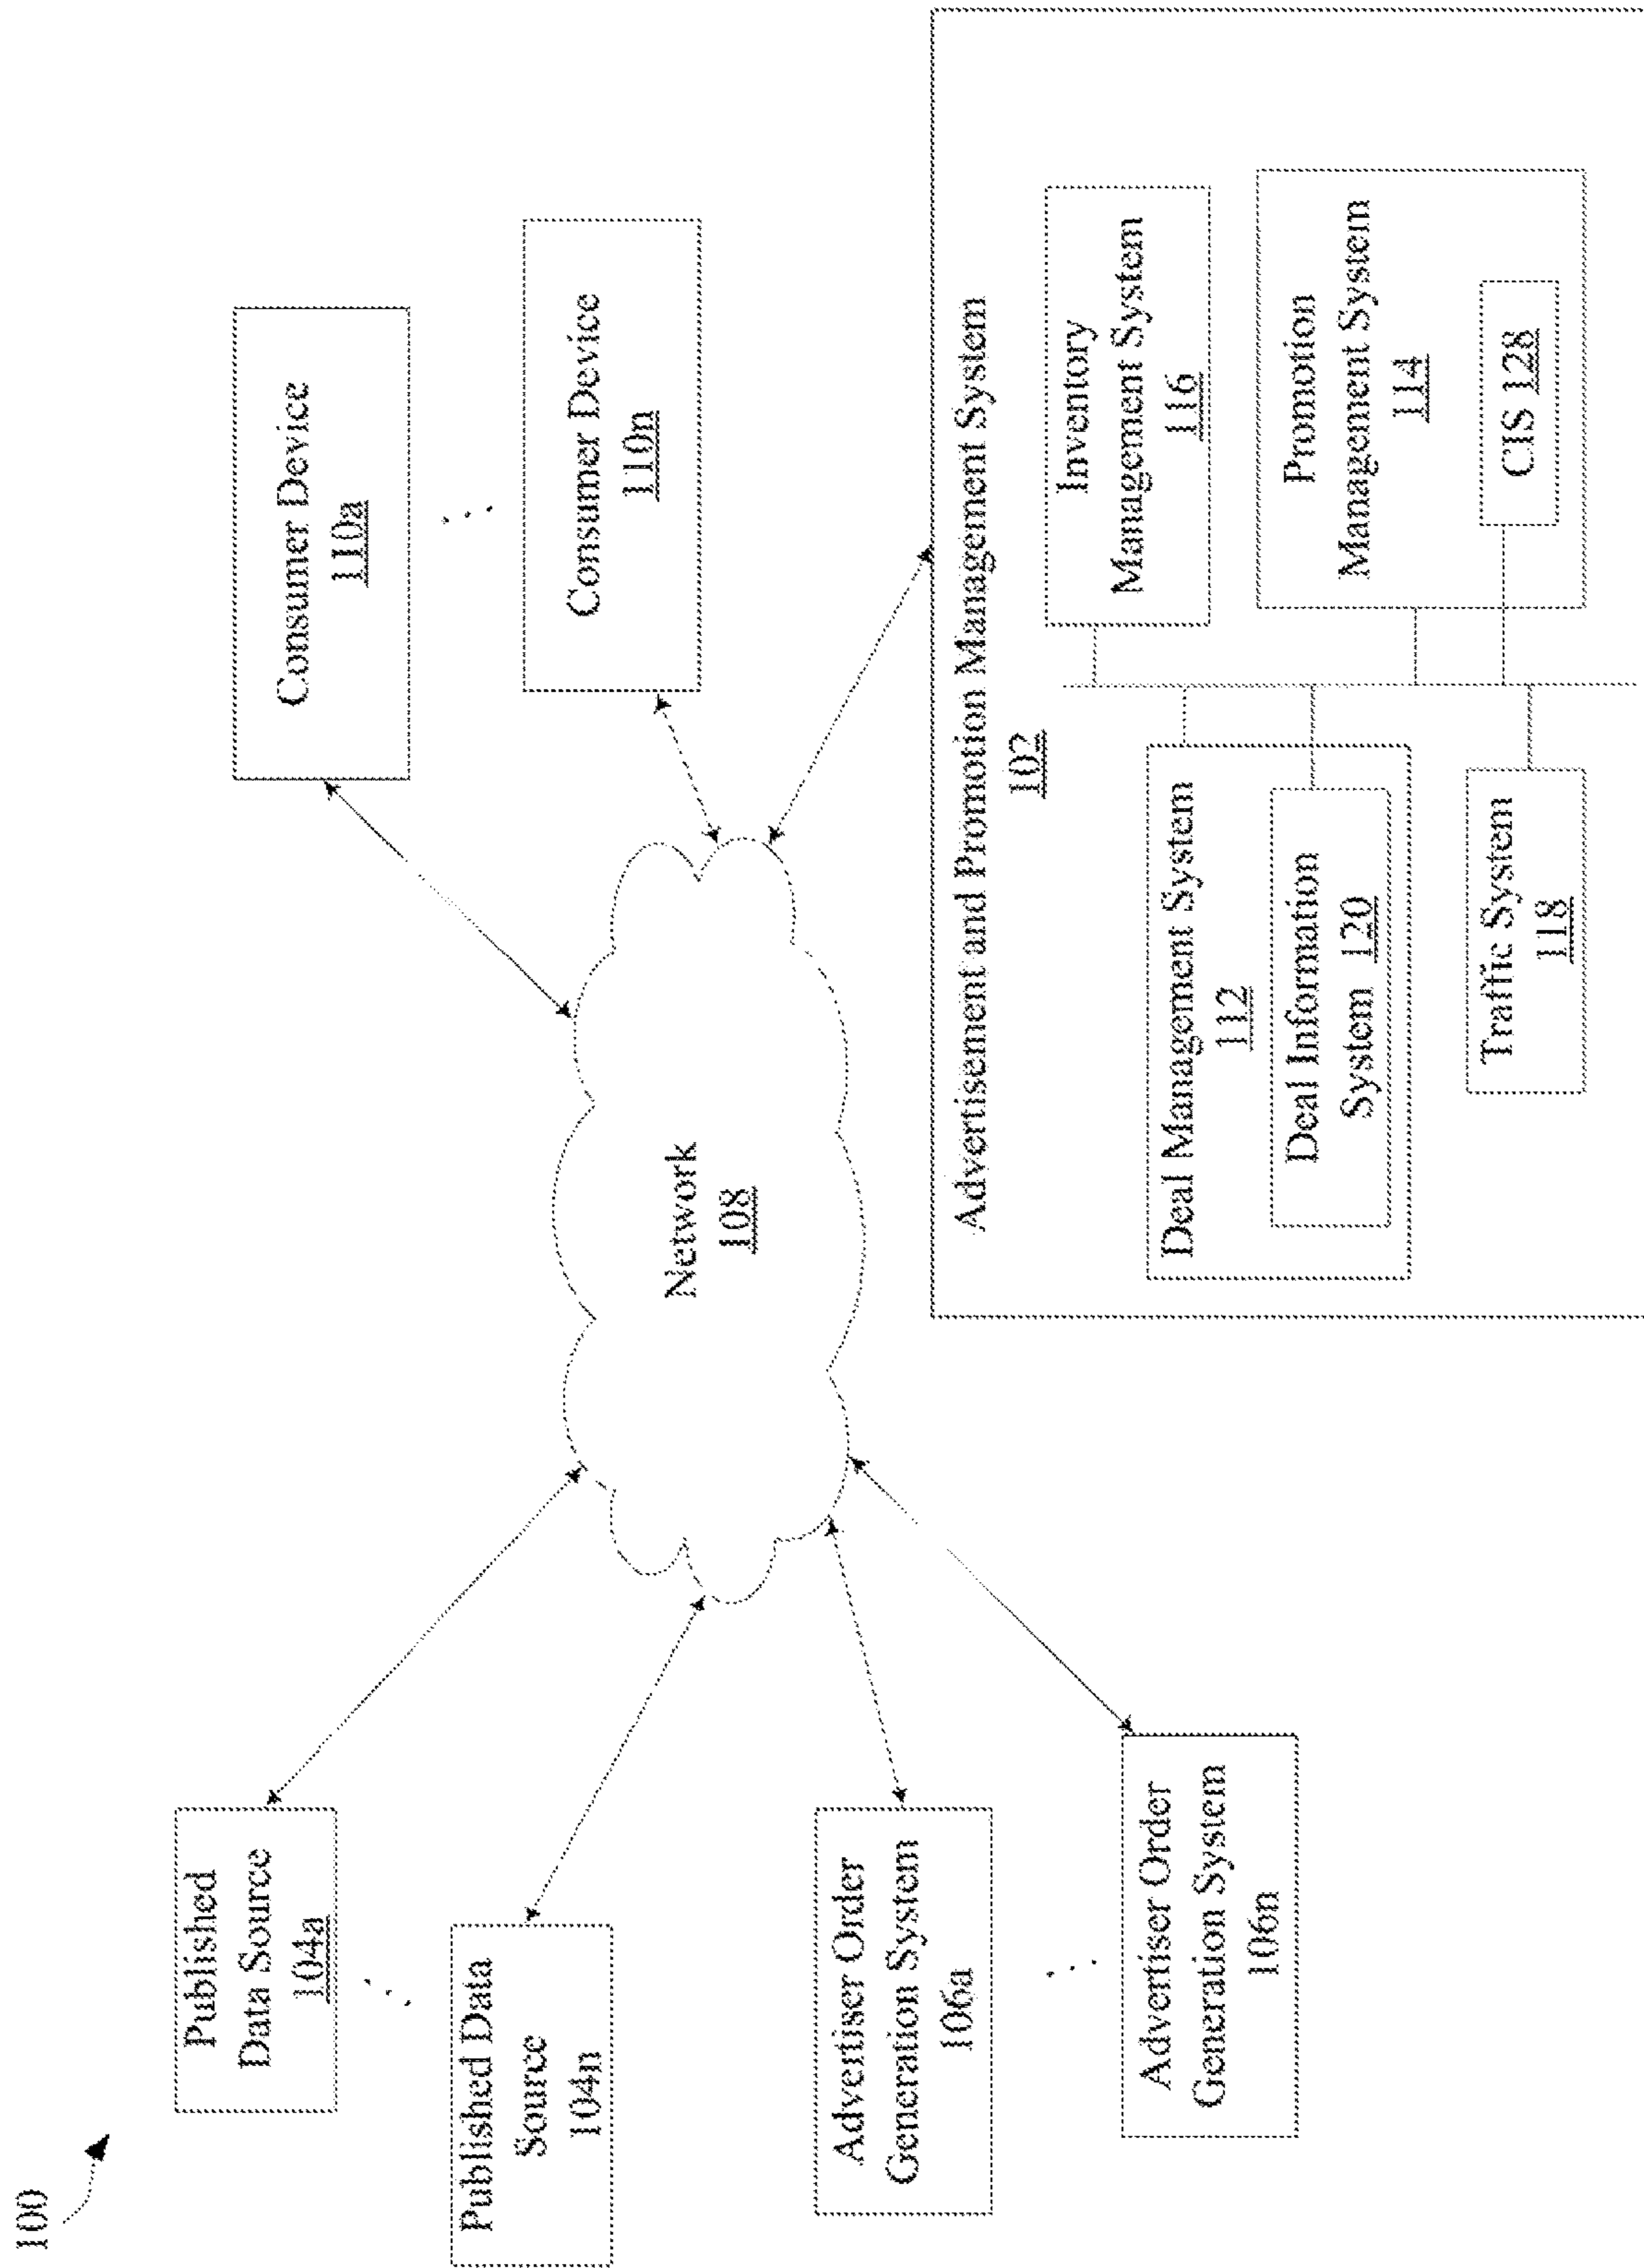 100
Published
Data Source
104a
Published Data
Source
104n
Advertiser Order
Generation System
106a
Advertiser Order
Generation System
106n
Network
108
Consumer Device
110a
Consumer Device
110n
Advertisement and Promotion Management System
102
Deal Management System
112
Deal Information
System 120
Traffic System
118
Inventory
Management System
116
Promotion
Management System
114
CIS 128